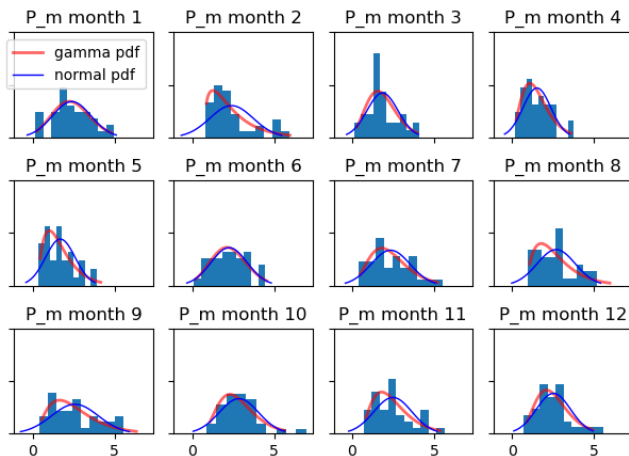 P_m month 1
P_m month 2
P_m month 3
P_m month 4
gamma pdf
normal pdf
P_m month 5
P_m month 6
P_m month 7
P_m month 8
P_m month 9
P_m month 10
P_m month 11
P_m month 12
0 5 0 5 0 5 0 5